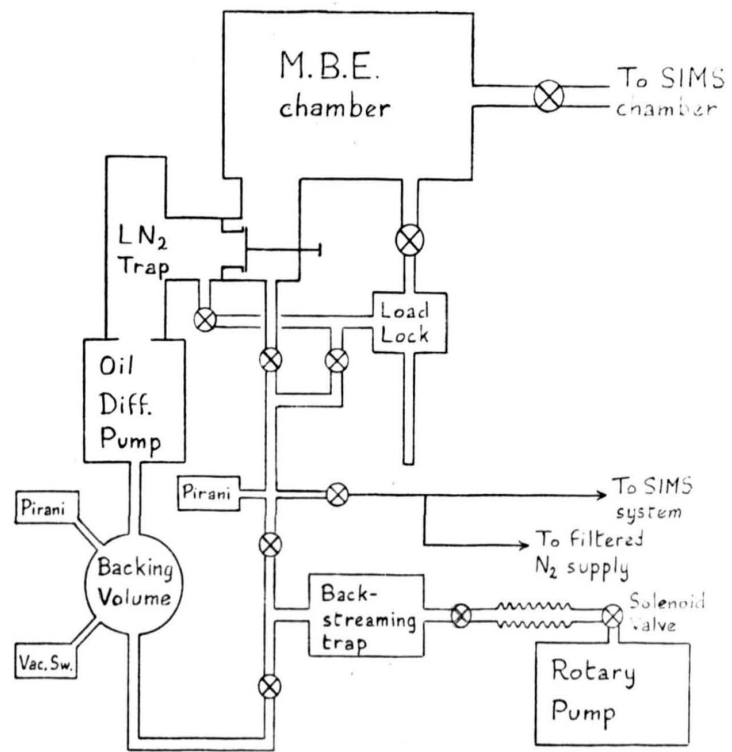 M.B.E.
chamber
To SIMS
chamber
LN₂
Trap
Load
Lock
Oil
Diff.
Pump
Pirani
Pirani
To SIMS
system
To filtered
N₂ supply
Backing
Volume
Back-
streaming
trap
Solenoid
Valve
Vac. Sw.
Rotary
Pump